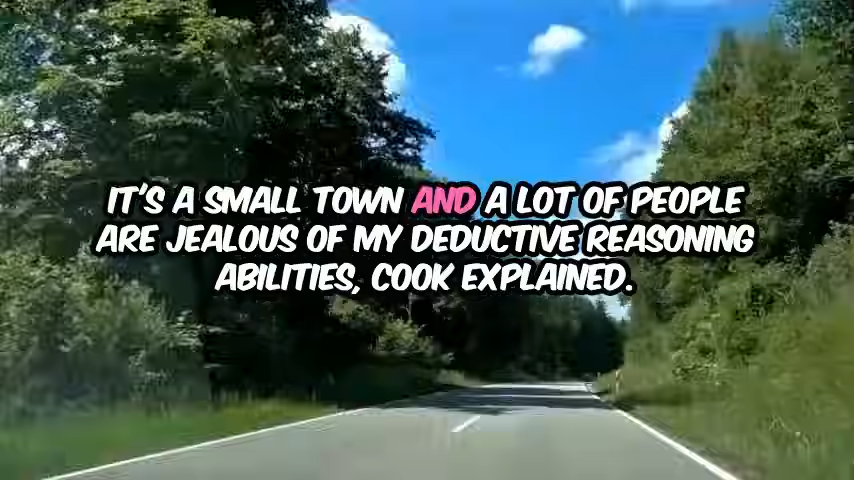 IT'S A SMALL TOWN AND A LOT OF PEOPLE
ARE JEALOUS OF MY DEDUCTIVE REASONING
ABILITIES, COOK EXPLAINED.